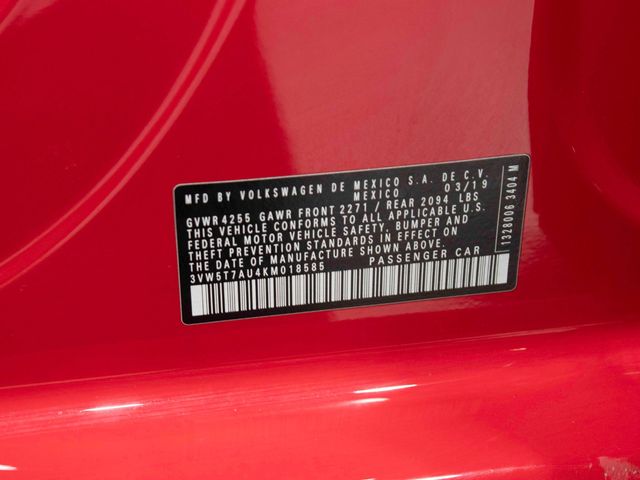 MFD BY VOLKSWAGEN DE MEXICO S.A. DE C.V.
MEXICO 03/19
GVWR 4255 GAWR FRONT 2271 / REAR 2094 LBS
THIS VEHICLE CONFORMS TO ALL APPLICABLE
FEDERAL MOTOR VEHICLE SAFETY, BUMPER AND
THEFT PREVENTION STANDARDS IN EFFECT ON
THE DATE OF MANUFACTURE SHOWN ABOVE.
3VW5T7AU4KM018585 PASSENGER CAR
1328006 3404 M